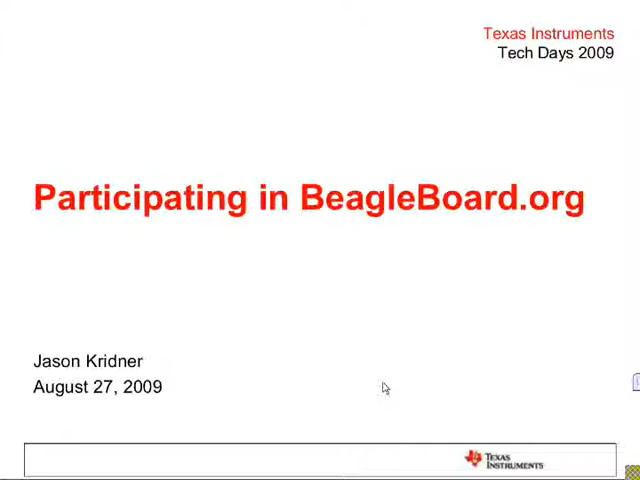 Texas Instruments
Tech Days 2009
Participating in BeagleBoard.org
Jason Kridner
August 27, 2009
TEXAS
INSTRUMENTS